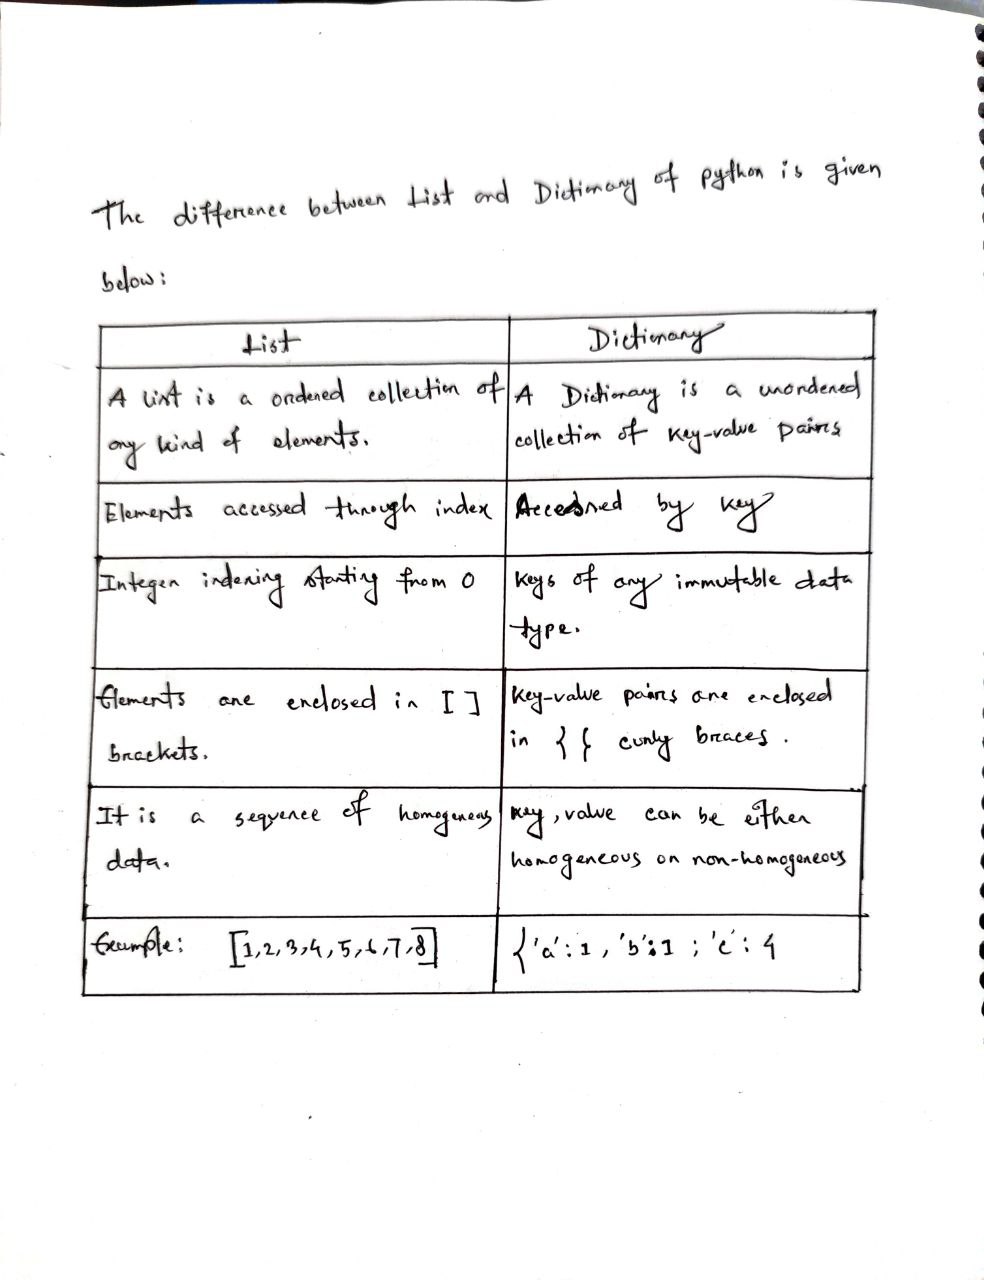 The difference between List and Dictionary of python is given
below:
List
Dictionary
A List is a ordered collection of
any kind of elements.
A Dictionary is a unordered
collection of key-value pairs
Elements accessed through index
Accessed by key
Integer indexing starting from 0
Keys of any immutable data
type.
Elements are enclosed in [ ]
brackets.
Key-value pairs are enclosed
in { { curly braces .
It is a sequence of homogeneous
data.
Key, value can be either
homogeneous or non-homogeneous
Example: [1,2,3,4,5,6,7,8]
{'a':1, 'b':1 ; 'c': 4